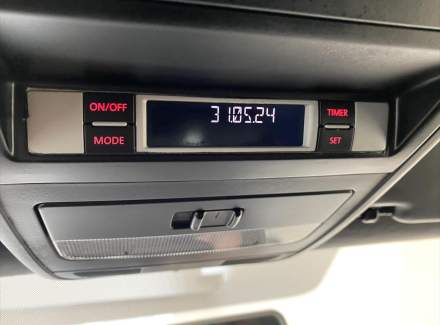 ON/OFF 31.05.24 TIMER
MODE SET